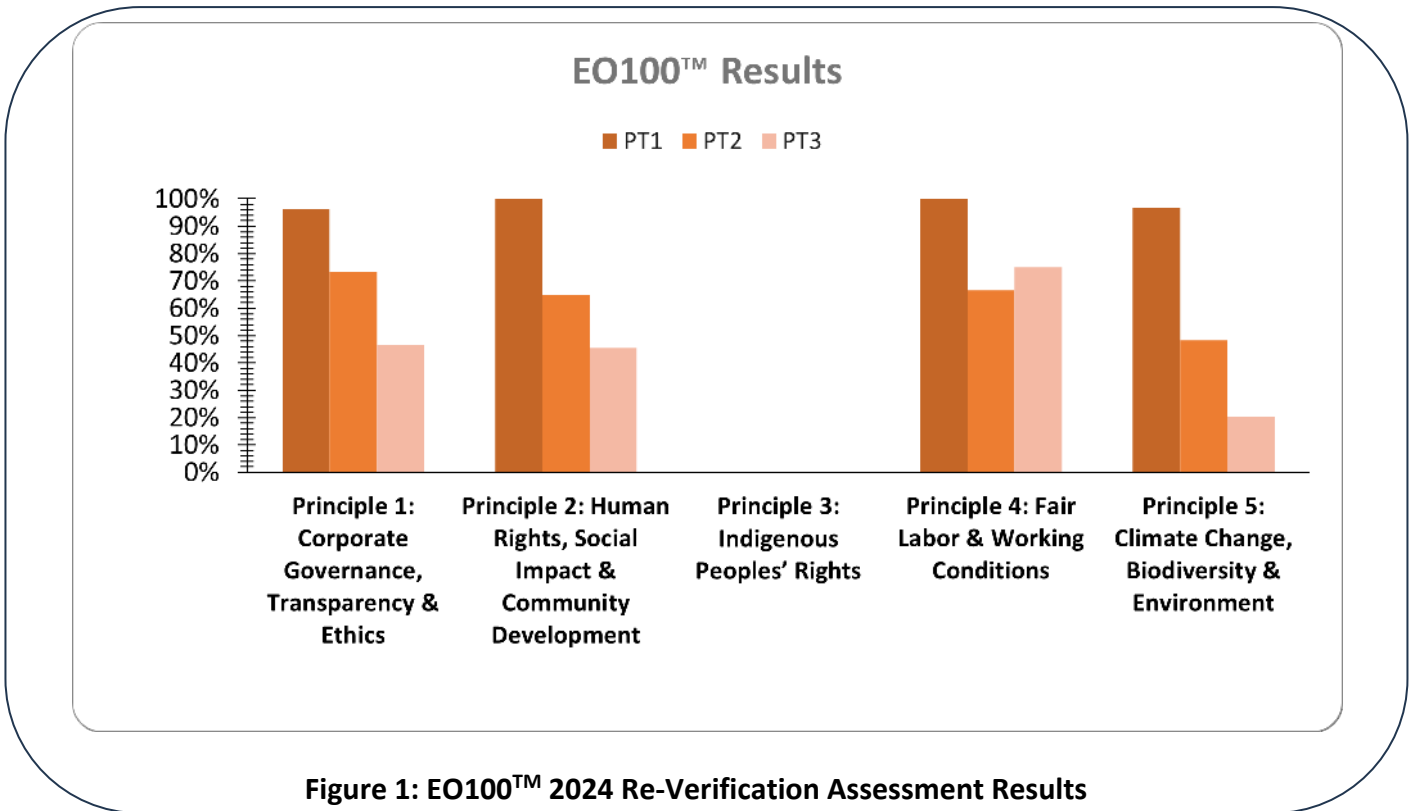 EO100™ Results
PT1 PT2 PT3
100%
90%
80%
70%
60%
50%
40%
30%
20%
10%
0%
Principle 1:
Corporate
Governance,
Transparency &
Ethics
Principle 2: Human
Rights, Social
Impact &
Community
Development
Principle 3:
Indigenous
Peoples’ Rights
Principle 4: Fair
Labor & Working
Conditions
Principle 5:
Climate Change,
Biodiversity &
Environment
Figure 1: EO100™ 2024 Re-Verification Assessment Results